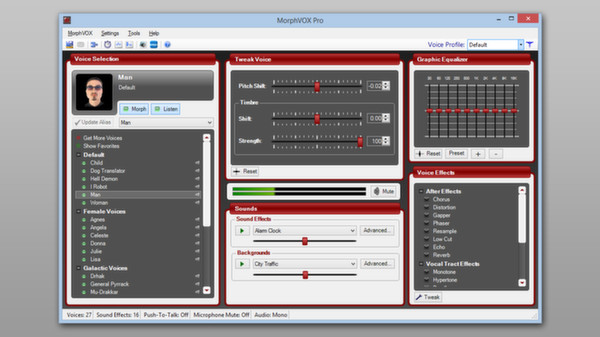 MorphVOX Pro
MorphVOX Settings Tools Help
Voice Profile: Default
Voice Selection
Man
Default
Morph Listen
Update Alias Man
Get More Voices
Show Favorites
Default
Child
Dog Translator
Hell Demon
I Robot
Man
Woman
Female Voices
Agnes
Angela
Celeste
Donna
Julie
Lisa
Galactic Voices
Drhak
General Pyrrack
Mu-Drakkar
Tweak Voice
Pitch Shift: -0.02
Timbre
Shift: 0.00
Strength: 100
Reset
Mute
Sounds
Sound Effects
Alarm Clock Advanced...
Backgrounds
City Traffic Advanced...
Graphic Equalizer
Reset Preset + -
Voice Effects
After Effects
Chorus
Distortion
Gapper
Phaser
Resample
Low Cut
Echo
Reverb
Vocal Tract Effects
Monotone
Hypertone
Tweak
Voices: 27 Sound Effects: 16 Push-To-Talk: Off Microphone Mute: Off Audio: Mono